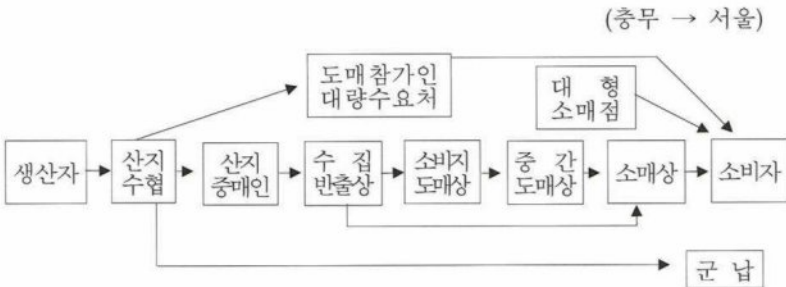 (충무 → 서울)
도매참가인
대량수요처
대 형
소매점
생산자
산지
수협
산지
중매인
수 집
반출상
소비지
도매상
중 간
도매상
소매상
소비자
군 납